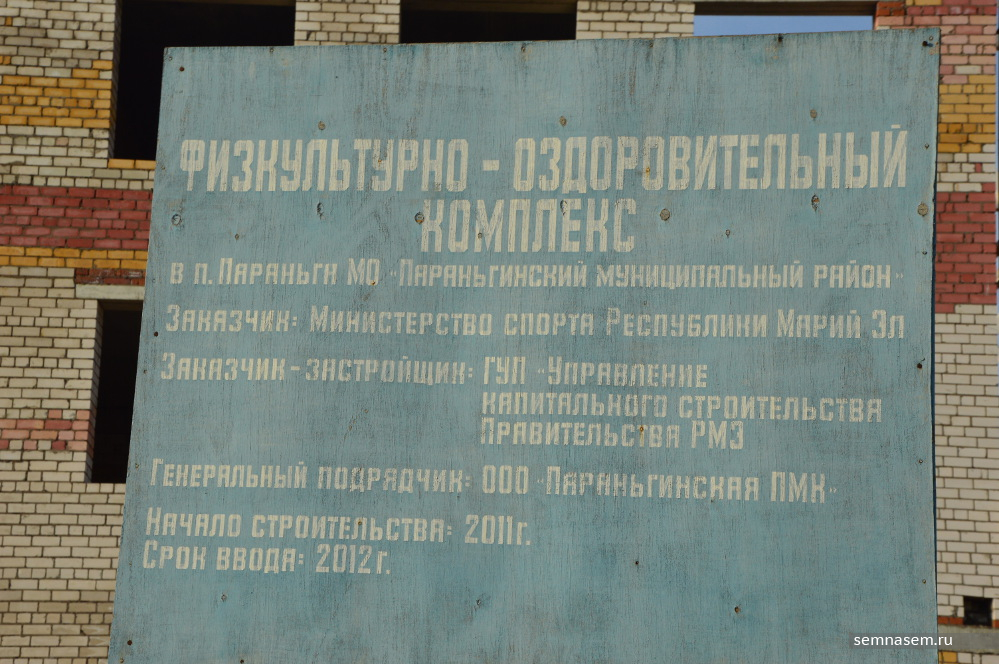 ФИЗКУЛЬТУРНО - ОЗДОРОВИТЕЛЬНЫЙ
КОМПЛЕКС
в п. Параньга МО "Параньгинский муниципальный район"
Заказчик: Министерство спорта Республики Марий Эл
Заказчик-застройщик: ГУП "Управление
капитального строительства
Правительства РМЭ
Генеральный подрядчик: ООО "Параньгинская ПМК"
Начало строительства: 2011г.
Срок ввода: 2012г.
semnasem.ru